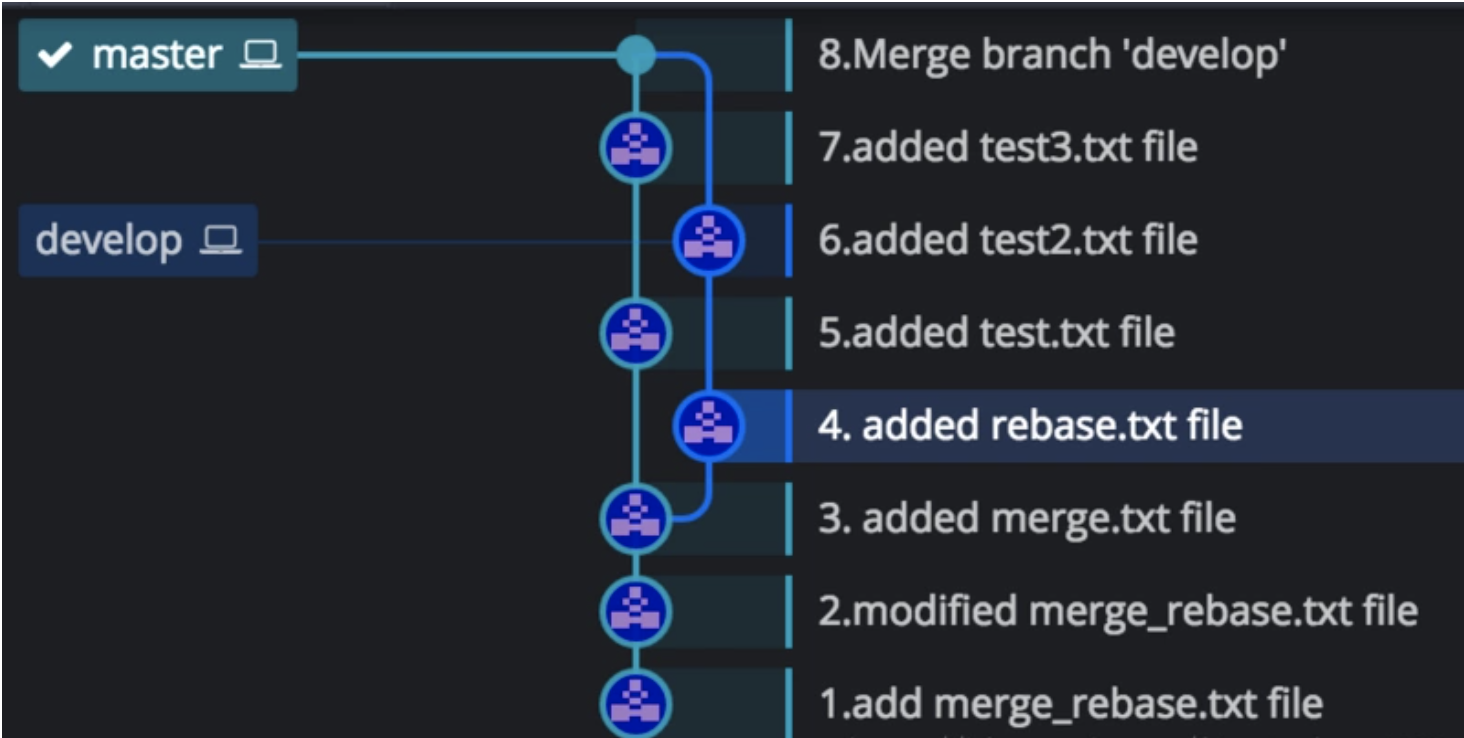 master
8.Merge branch 'develop'
7.added test3.txt file
develop
6.added test2.txt file
5.added test.txt file
4. added rebase.txt file
3. added merge.txt file
2.modified merge_rebase.txt file
1.add merge_rebase.txt file